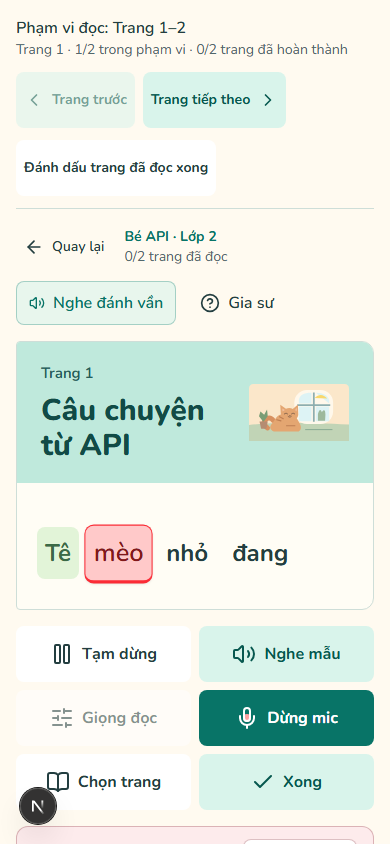 Phạm vi đọc: Trang 1–2
Trang 1 · 1/2 trong phạm vi · 0/2 trang đã hoàn thành
Trang trước
Trang tiếp theo
Đánh dấu trang đã đọc xong
Quay lại
Bé API · Lớp 2
0/2 trang đã đọc
Nghe đánh vần
Gia sư
Trang 1
Câu chuyện
từ API
Tê mèo nhỏ đang
Tạm dừng
Nghe mẫu
Giọng đọc
Dừng mic
Chọn trang
Xong
N